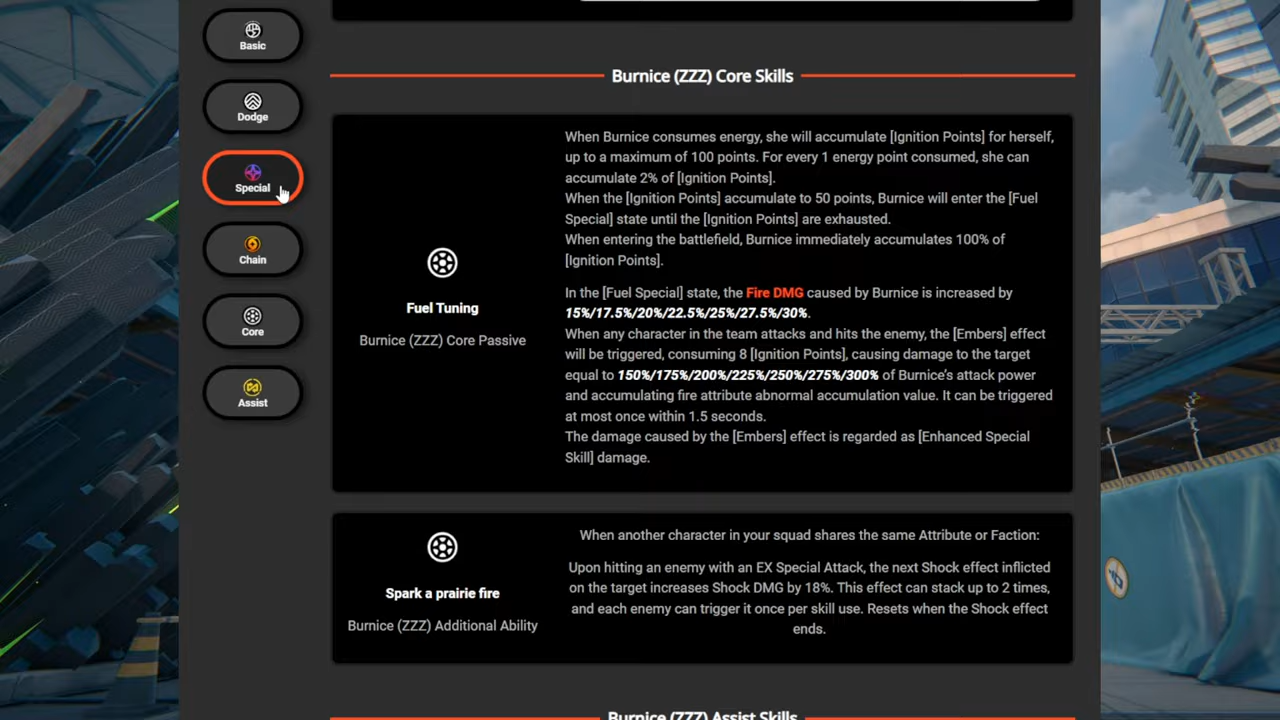 Basic
Dodge
Special
Chain
Core
Assist
Burnice (ZZZ) Core Skills
Fuel Tuning
Burnice (ZZZ) Core Passive
When Burnice consumes energy, she will accumulate [Ignition Points] for herself,
up to a maximum of 100 points. For every 1 energy point consumed, she can
accumulate 2% of [Ignition Points].
When the [Ignition Points] accumulate to 50 points, Burnice will enter the [Fuel
Special] state until the [Ignition Points] are exhausted.
When entering the battlefield, Burnice immediately accumulates 100% of
[Ignition Points].
In the [Fuel Special] state, the Fire DMG caused by Burnice is increased by
15%/17.5%/20%/22.5%/25%/27.5%/30%.
When any character in the team attacks and hits the enemy, the [Embers] effect
will be triggered, consuming 8 [Ignition Points], causing damage to the target
equal to 150%/175%/200%/225%/250%/275%/300% of Burnice's attack power
and accumulating fire attribute abnormal accumulation value. It can be triggered
at most once within 1.5 seconds.
The damage caused by the [Embers] effect is regarded as [Enhanced Special
Skill] damage.
Spark a prairie fire
Burnice (ZZZ) Additional Ability
When another character in your squad shares the same Attribute or Faction:
Upon hitting an enemy with an EX Special Attack, the next Shock effect inflicted
on the target increases Shock DMG by 18%. This effect can stack up to 2 times,
and each enemy can trigger it once per skill use. Resets when the Shock effect
ends.
Burnice (ZZZ) Assist Skills